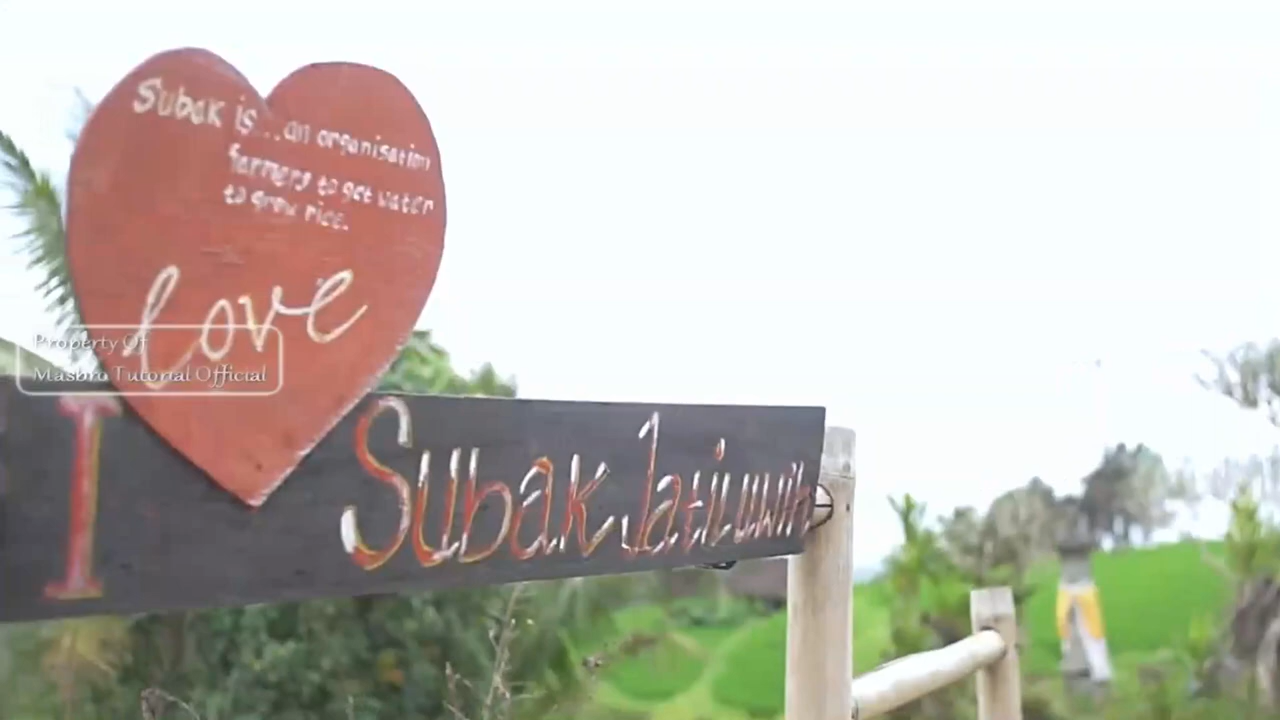 Subak is...an organisation
farmers to get water
to grow rice.
Love
Property Of
Masbro Tutorial Official
I
Subak Jatiluwih